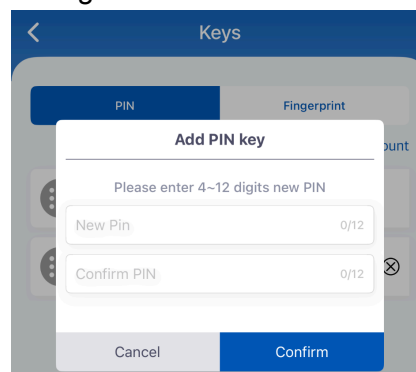 Keys
PIN
Fingerprint
Add PIN key
Please enter 4~12 digits new PIN
New Pin
0/12
Confirm PIN
0/12
Cancel
Confirm